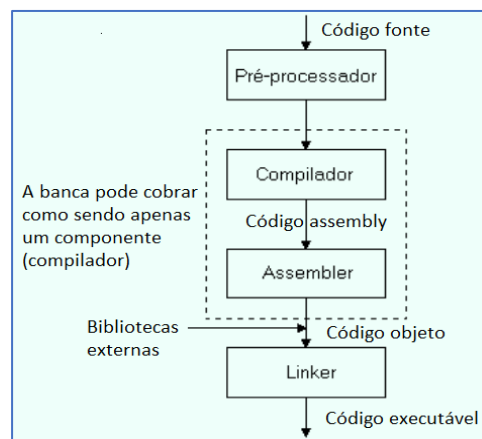 Código fonte
Pré-processador
Compilador
A banca pode cobrar
como sendo apenas
um componente
(compilador)
Código assembly
Assembler
Bibliotecas
externas
Código objeto
Linker
Código executável